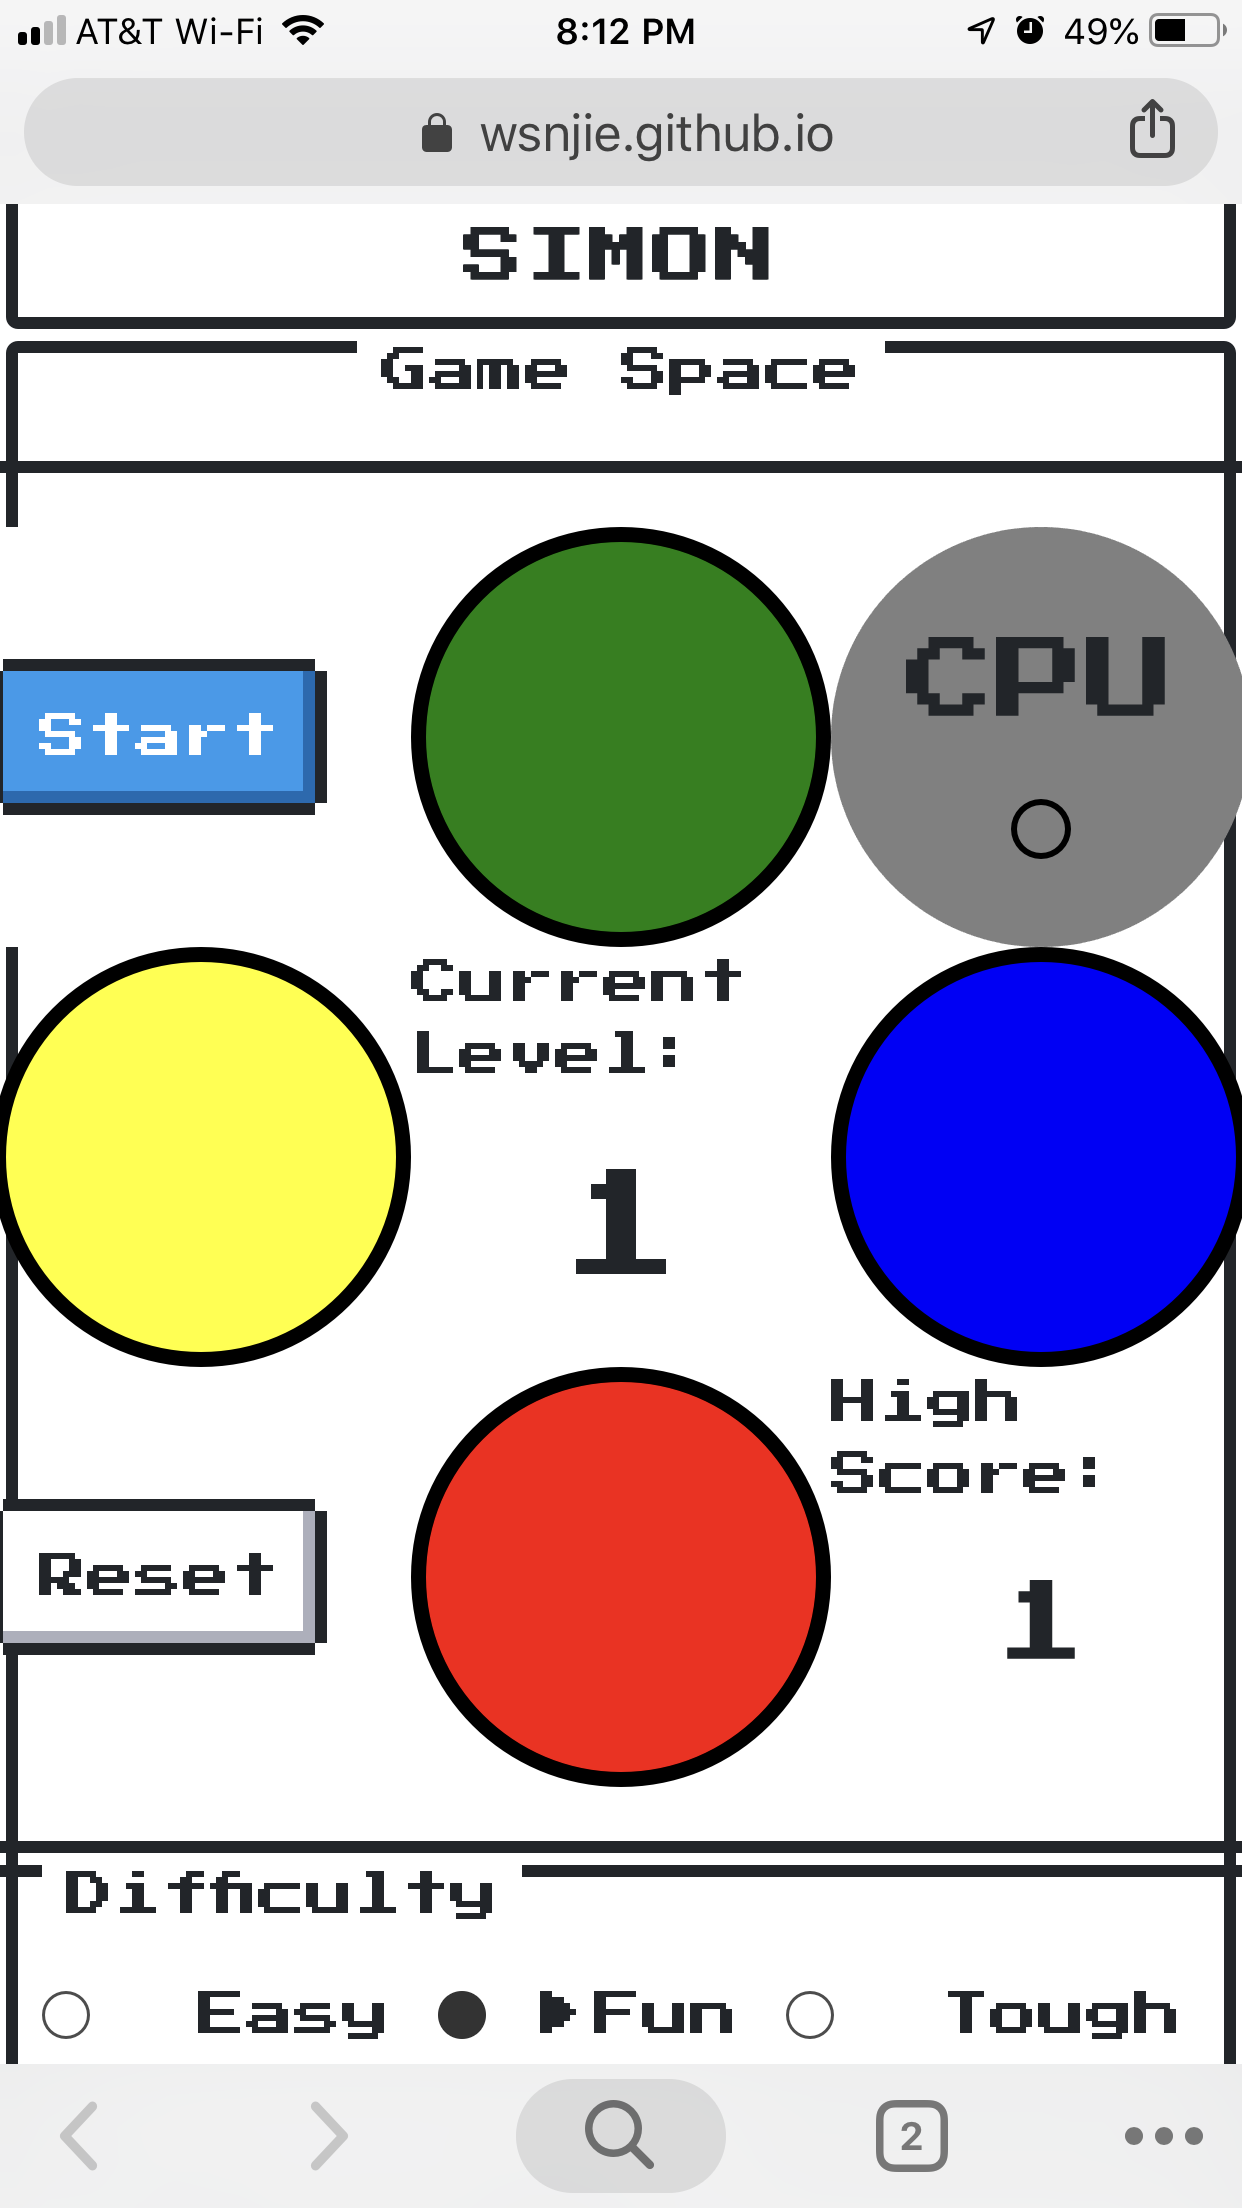 AT&T Wi-Fi 8:12 PM 49%
wsnjie.github.io
SIMON
Game Space
CPU
Start
Current
Level:
1
High
Score:
Reset
1
Difficulty
Easy Fun Tough
2